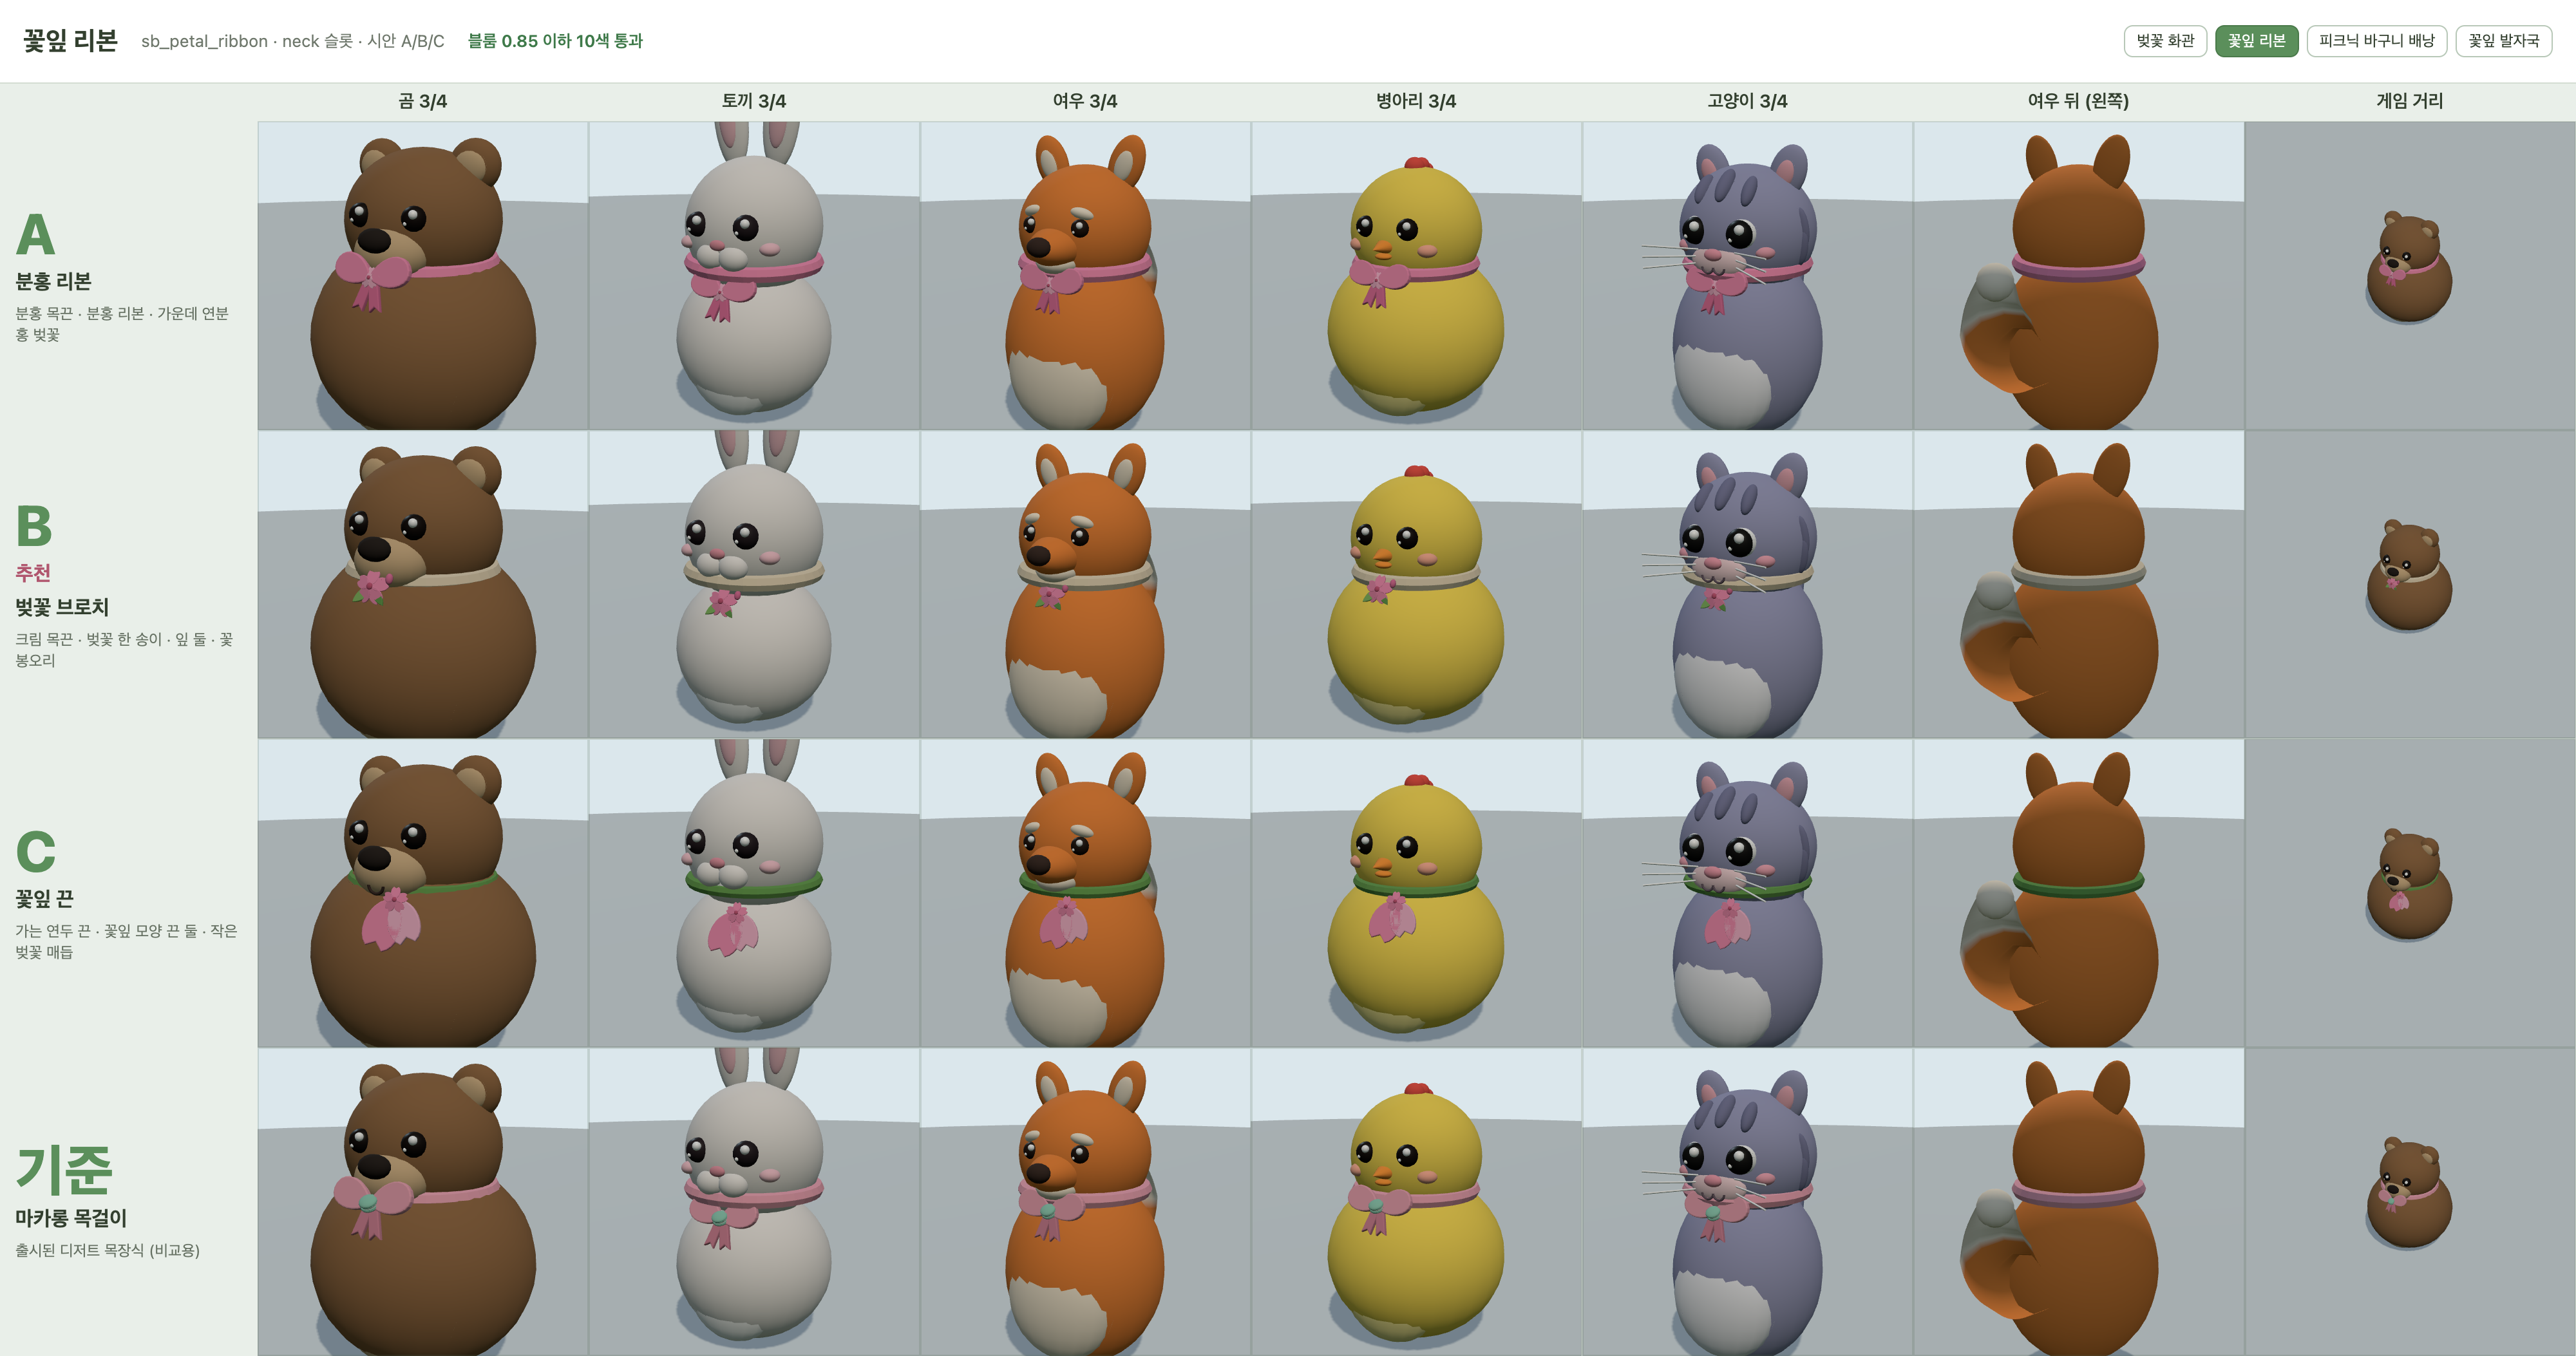 꽃잎 리본 sb_petal_ribbon · neck 슬롯 · 시안 A/B/C 블룸 0.85 이하 10색 통과 벚꽃 화관 꽃잎 리본 피크닉 바구니 배낭 꽃잎 발자국
곰 3/4 토끼 3/4 여우 3/4 병아리 3/4 고양이 3/4 여우 뒤 (왼쪽) 게임 거리
A
분홍 리본
분홍 목끈 · 분홍 리본 · 가운데 연분
홍 벚꽃
B
추천
벚꽃 브로치
크림 목끈 · 벚꽃 한 송이 · 잎 둘 · 꽃
봉오리
C
꽃잎 끈
가는 연두 끈 · 꽃잎 모양 끈 둘 · 작은
벚꽃 매듭
기준
마카롱 목걸이
출시된 디저트 목장식 (비교용)